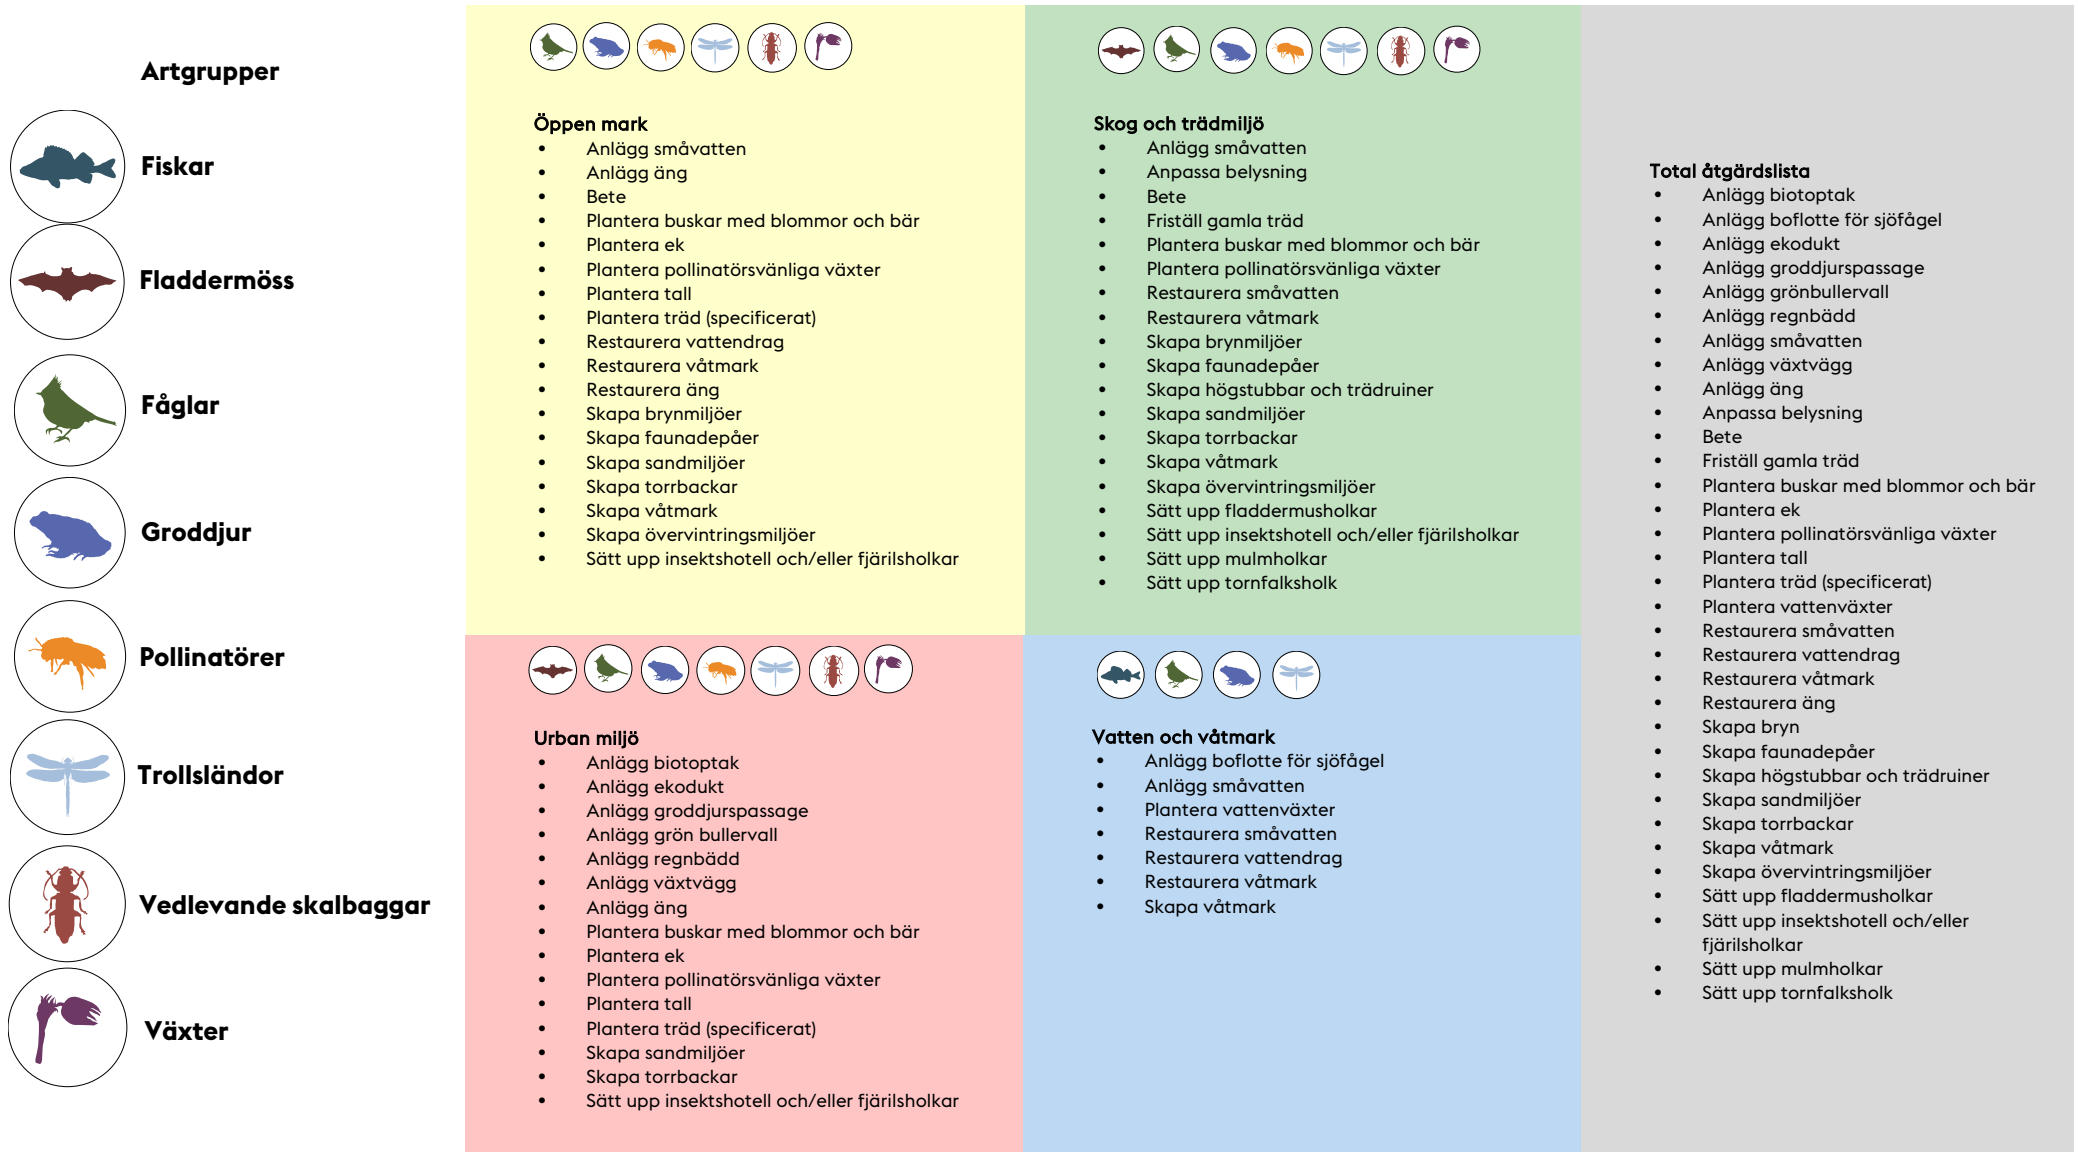 Artgrupper
Fiskar
Fladdermöss
Fåglar
Groddjur
Pollinatörer
Trollsländor
Vedlevande skalbaggar
Växter
Öppen mark
• Anlägg småvatten
• Anlägg äng
• Bete
• Plantera buskar med blommor och bär
• Plantera ek
• Plantera pollinatörsvänliga växter
• Plantera tall
• Plantera träd (specificerat)
• Restaurera vattendrag
• Restaurera våtmark
• Restaurera äng
• Skapa brynmiljöer
• Skapa faunadepåer
• Skapa sandmiljöer
• Skapa torrbackar
• Skapa våtmark
• Skapa övervintringsmiljöer
• Sätt upp insektshotell och/eller fjärilsholkar
Skog och trädmiljö
• Anlägg småvatten
• Anpassa belysning
• Bete
• Friställ gamla träd
• Plantera buskar med blommor och bär
• Plantera pollinatörsvänliga växter
• Restaurera småvatten
• Restaurera våtmark
• Skapa brynmiljöer
• Skapa faunadepåer
• Skapa högstubbar och trädruiner
• Skapa sandmiljöer
• Skapa torrbackar
• Skapa våtmark
• Skapa övervintringsmiljöer
• Sätt upp fladdermusholkar
• Sätt upp insektshotell och/eller fjärilsholkar
• Sätt upp mulmholkar
• Sätt upp tornfalksholk
Urban miljö
• Anlägg biotoptak
• Anlägg ekodukt
• Anlägg groddjurspassage
• Anlägg grön bullervall
• Anlägg regnbädd
• Anlägg växtvägg
• Anlägg äng
• Plantera buskar med blommor och bär
• Plantera ek
• Plantera pollinatörsvänliga växter
• Plantera tall
• Plantera träd (specificerat)
• Skapa sandmiljöer
• Skapa torrbackar
• Sätt upp insektshotell och/eller fjärilsholkar
Vatten och våtmark
• Anlägg boflotte för sjöfågel
• Anlägg småvatten
• Plantera vattenväxter
• Restaurera småvatten
• Restaurera vattendrag
• Restaurera våtmark
• Skapa våtmark
Total åtgärdslista
• Anlägg biotoptak
• Anlägg boflotte för sjöfågel
• Anlägg ekodukt
• Anlägg groddjurspassage
• Anlägg grönbullervall
• Anlägg regnbädd
• Anlägg småvatten
• Anlägg växtvägg
• Anlägg äng
• Anpassa belysning
• Bete
• Friställ gamla träd
• Plantera buskar med blommor och bär
• Plantera ek
• Plantera pollinatörsvänliga växter
• Plantera tall
• Plantera träd (specificerat)
• Plantera vattenväxter
• Restaurera småvatten
• Restaurera vattendrag
• Restaurera våtmark
• Restaurera äng
• Skapa bryn
• Skapa faunadepåer
• Skapa högstubbar och trädruiner
• Skapa sandmiljöer
• Skapa torrbackar
• Skapa våtmark
• Skapa övervintringsmiljöer
• Sätt upp fladdermusholkar
• Sätt upp insektshotell och/eller
fjärilsholkar
• Sätt upp mulmholkar
• Sätt upp tornfalksholk